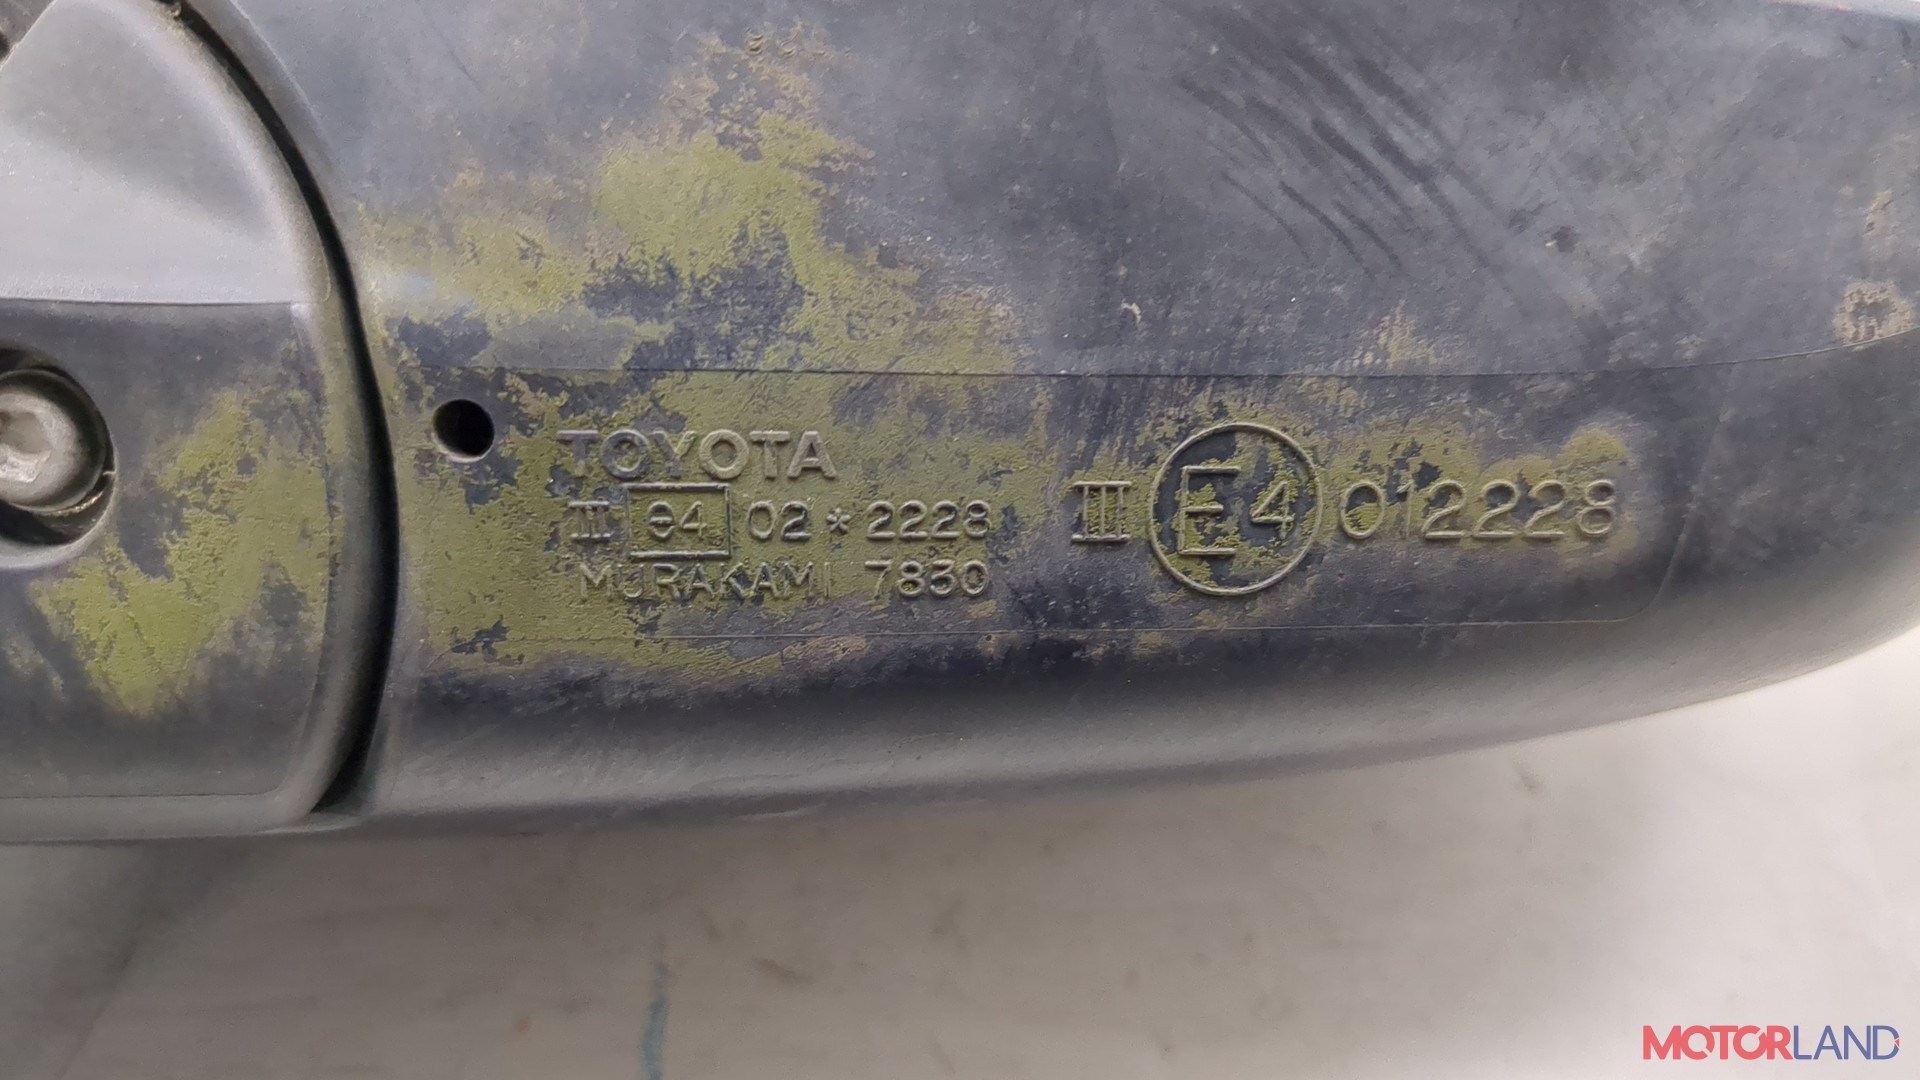 TOYOTA
III e4 02*2228
MURAKAMI 7830
III E4 012228
MOTORLAND